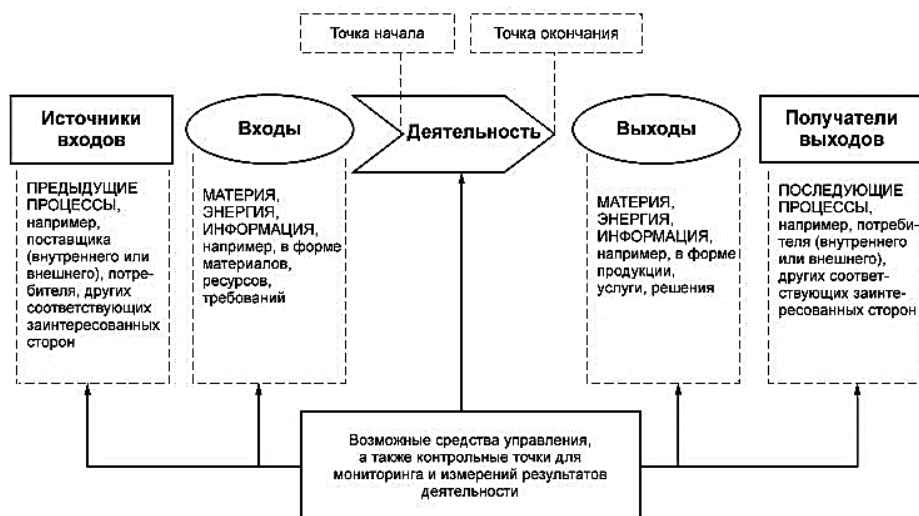 Точка начала
Точка окончания
Источники
входов
Входы
Деятельность
Выходы
Получатели
выходов
ПРЕДЫДУЩИЕ
ПРОЦЕССЫ,
например,
поставщика
(внутреннего или
внешнего), потре-
бителя, других
соответствующих
заинтересованных
сторон
МАТЕРИЯ,
ЭНЕРГИЯ,
ИНФОРМАЦИЯ,
например, в форме
материалов,
ресурсов,
требований
МАТЕРИЯ,
ЭНЕРГИЯ,
ИНФОРМАЦИЯ,
например, в форме
продукции,
услуги, решения
ПОСЛЕДУЮЩИЕ
ПРОЦЕССЫ,
например, потреби-
теля (внутреннего
или внешнего),
других соответ-
ствующих заинте-
ресованных сторон
Возможные средства управления,
а также контрольные точки для
мониторинга и измерений результатов
деятельности